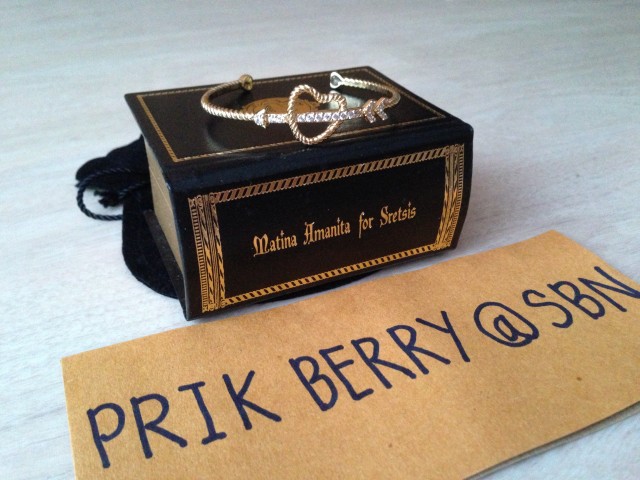 Matina Amanita for Sretsis
PRIK BERRY @ SBN